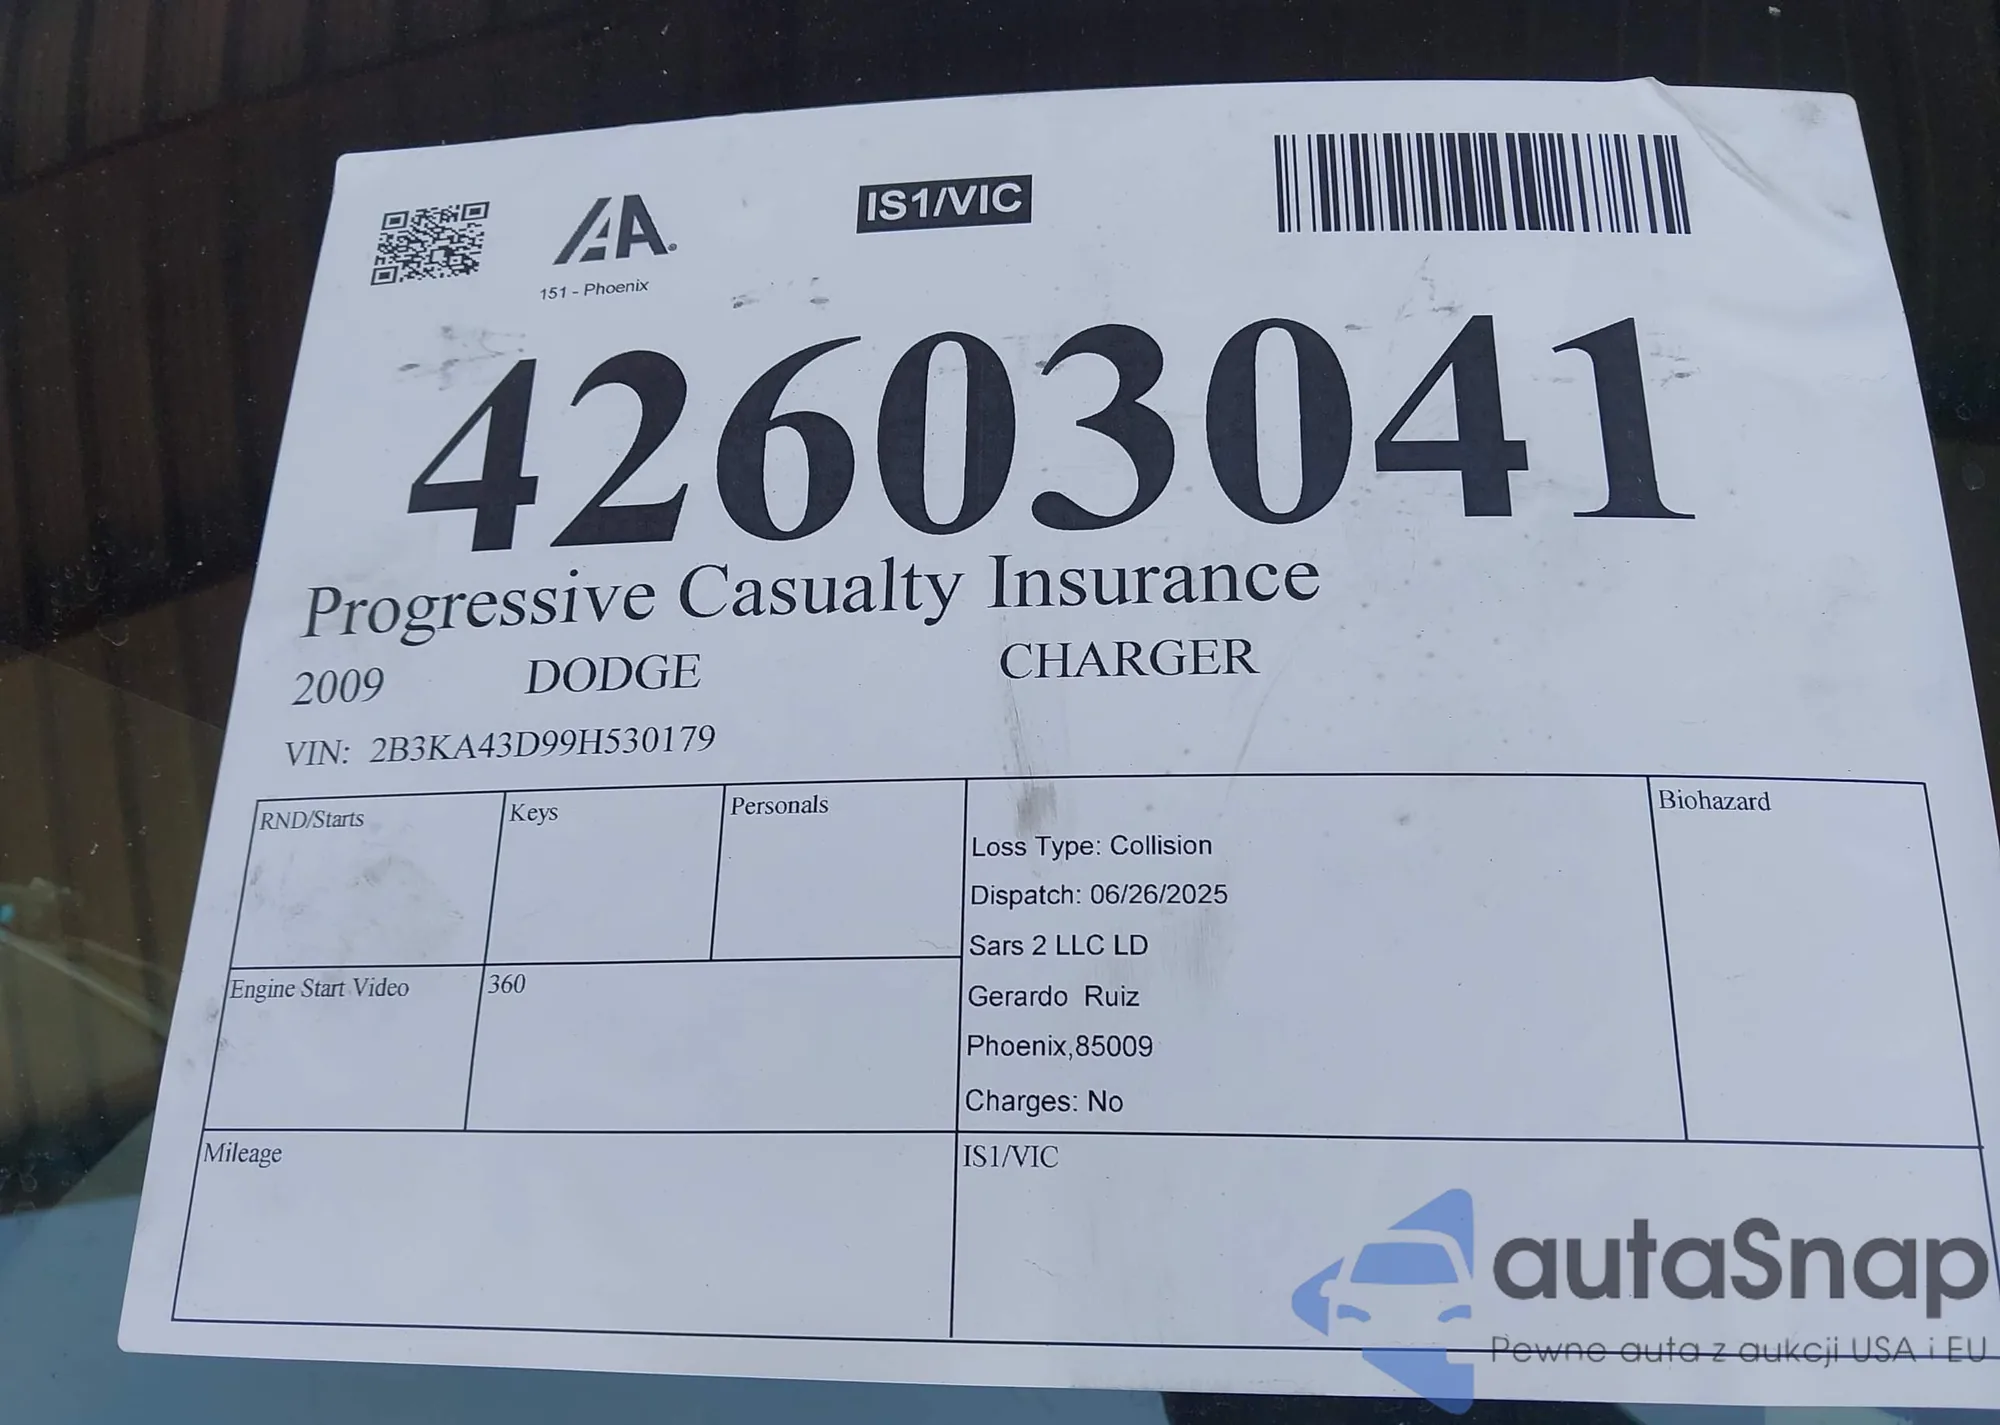 IAA
151 - Phoenix
IS1/VIC
42603041
Progressive Casualty Insurance
2009 DODGE CHARGER
VIN: 2B3KA43D99H530179
RND/Starts Keys Personals
Loss Type: Collision
Dispatch: 06/26/2025
Sars 2 LLC LD
Gerardo Ruiz
Phoenix,85009
Charges: No
Biohazard
Engine Start Video 360
Mileage IS1/VIC
autaSnap
Pewne auta z aukcji USA i EU